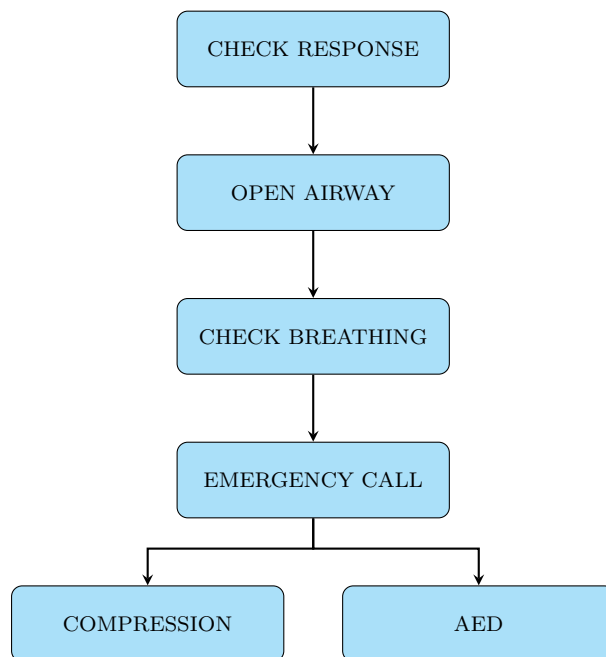 CHECK RESPONSE
OPEN AIRWAY
CHECK BREATHING
EMERGENCY CALL
COMPRESSION
AED